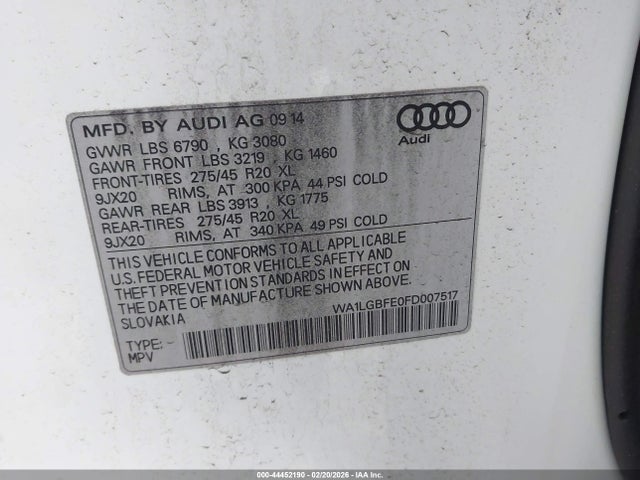 MFD. BY AUDI AG 09 14
Audi
GVWR LBS 6790 , KG 3080
GAWR FRONT LBS 3219 , KG 1460
FRONT-TIRES 275/45 R20 XL
9JX20 RIMS, AT 300 KPA 44 PSI COLD
GAWR REAR LBS 3913 , KG 1775
REAR-TIRES 275/45 R20 XL
9JX20 RIMS, AT 340 KPA 49 PSI COLD
THIS VEHICLE CONFORMS TO ALL APPLICABLE
U.S. FEDERAL MOTOR VEHICLE SAFETY AND
THEFT PREVENTION STANDARDS IN EFFECT ON
THE DATE OF MANUFACTURE SHOWN ABOVE.
SLOVAKIA
WA1LGBFE0FD007517
TYPE: -
MPV
000-44452190 - 02/20/2026 - IAA Inc.